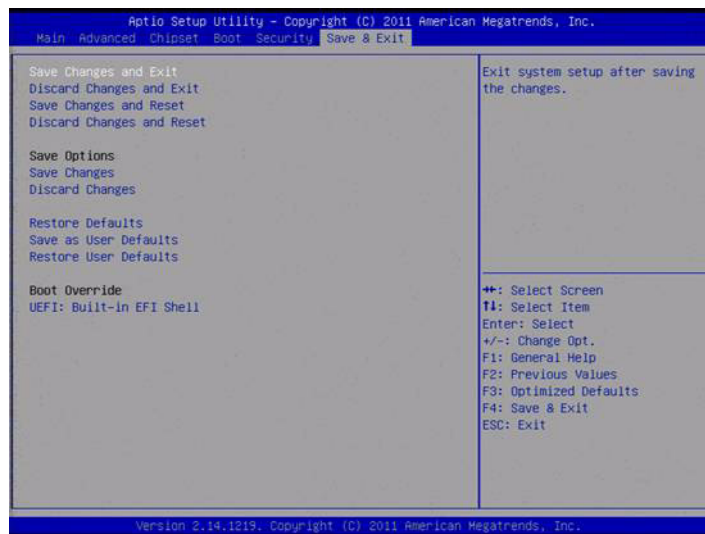 Aptio Setup Utility – Copyright (C) 2011 American Megatrends, Inc.
Main Advanced Chipset Boot Security Save & Exit
Save Changes and Exit
Discard Changes and Exit
Save Changes and Reset
Discard Changes and Reset
Save Options
Save Changes
Discard Changes
Restore Defaults
Save as User Defaults
Restore User Defaults
Boot Override
UEFI: Built-in EFI Shell
Exit system setup after saving
the changes.
→←: Select Screen
↑↓: Select Item
Enter: Select
+/-: Change Opt.
F1: General Help
F2: Previous Values
F3: Optimized Defaults
F4: Save & Exit
ESC: Exit
Version 2.14.1219. Copyright (C) 2011 American Megatrends, Inc.